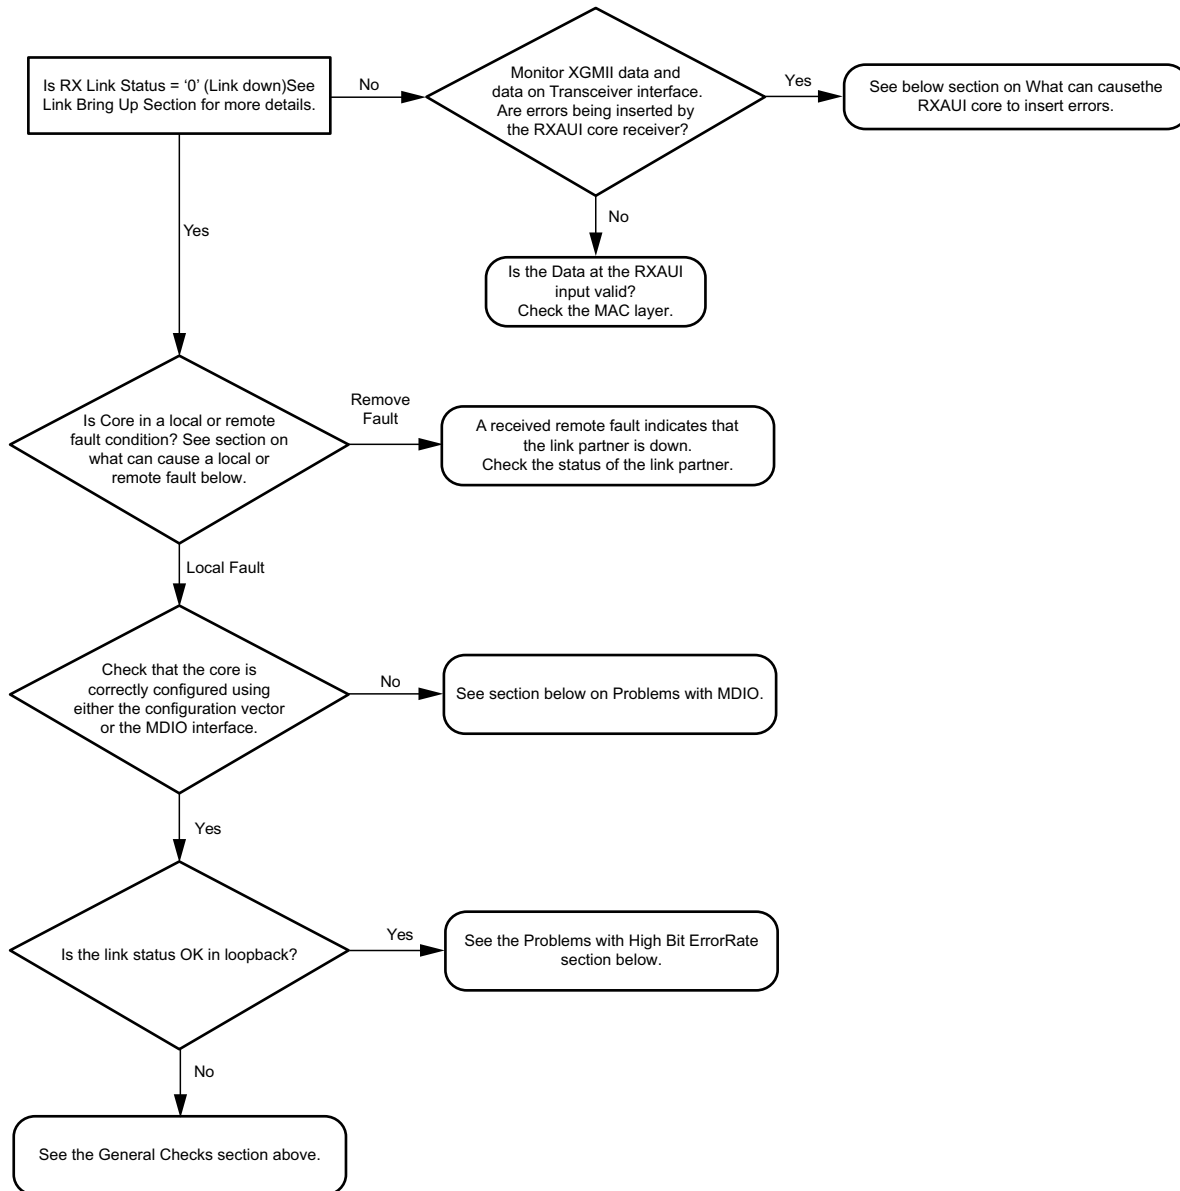 Is RX Link Status = ‘0’ (Link down)See
Link Bring Up Section for more details.
No
Monitor XGMII data and
data on Transceiver interface.
Are errors being inserted by
the RXAUI core receiver?
Yes
See below section on What can causethe
RXAUI core to insert errors.
No
Is the Data at the RXAUI
input valid?
Check the MAC layer.
Yes
Is Core in a local or remote
fault condition? See section on
what can cause a local or
remote fault below.
Remove
Fault
A received remote fault indicates that
the link partner is down.
Check the status of the link partner.
Local Fault
Check that the core is
correctly configured using
either the configuration vector
or the MDIO interface.
No
See section below on Problems with MDIO.
Yes
Is the link status OK in loopback?
Yes
See the Problems with High Bit ErrorRate
section below.
No
See the General Checks section above.